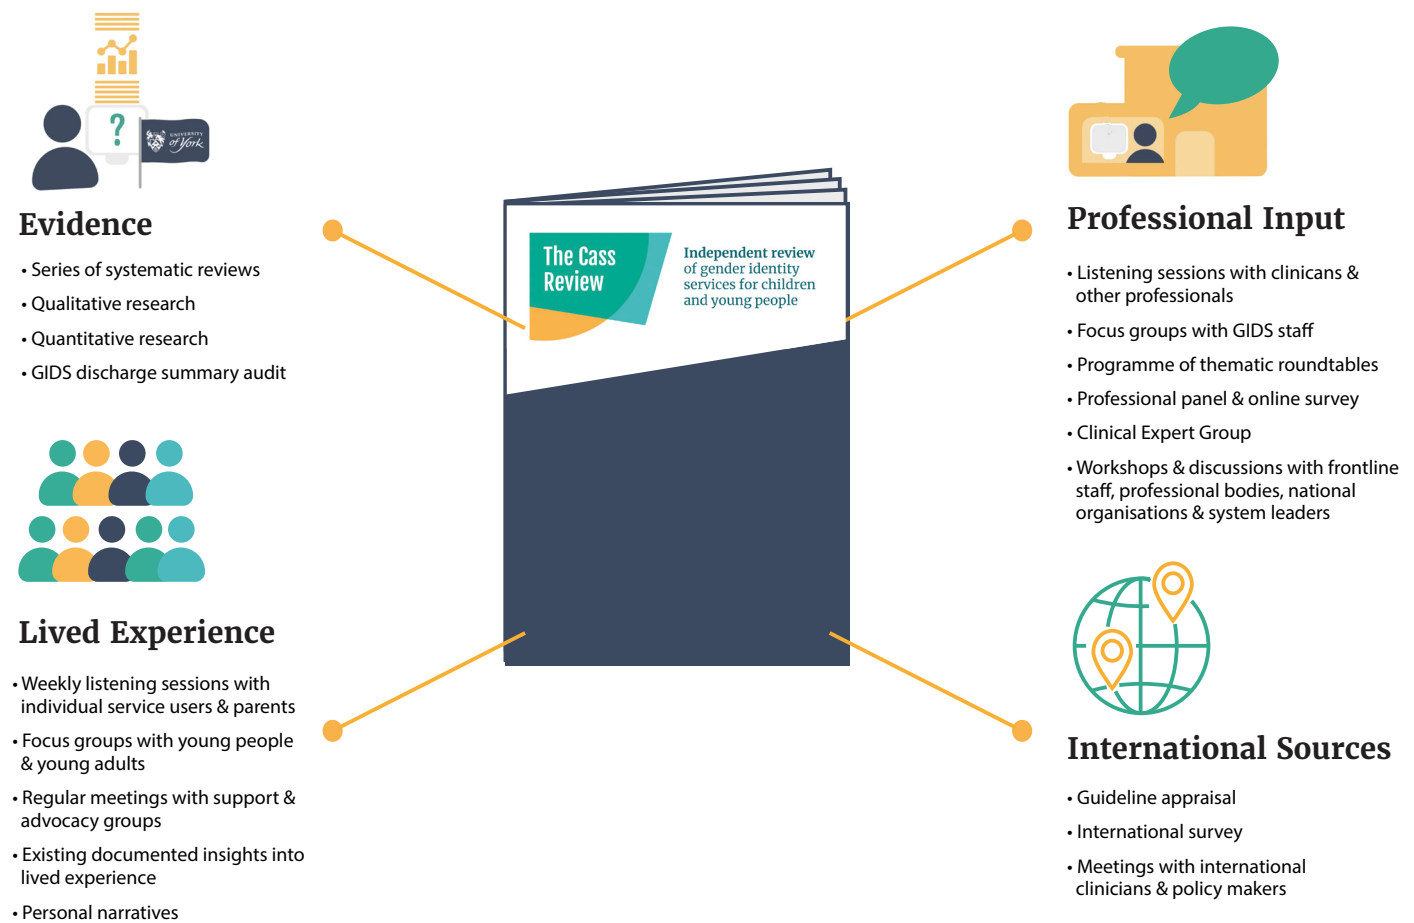 ?
UNIVERSITY
of York
Evidence
• Series of systematic reviews
• Qualitative research
• Quantitative research
• GIDS discharge summary audit
Lived Experience
• Weekly listening sessions with
individual service users & parents
• Focus groups with young people
& young adults
• Regular meetings with support &
advocacy groups
• Existing documented insights into
lived experience
• Personal narratives
The Cass
Review
Independent review
of gender identity
services for children
and young people
Professional Input
• Listening sessions with clinicans &
other professionals
• Focus groups with GIDS staff
• Programme of thematic roundtables
• Professional panel & online survey
• Clinical Expert Group
• Workshops & discussions with frontline
staff, professional bodies, national
organisations & system leaders
International Sources
• Guideline appraisal
• International survey
• Meetings with international
clinicians & policy makers